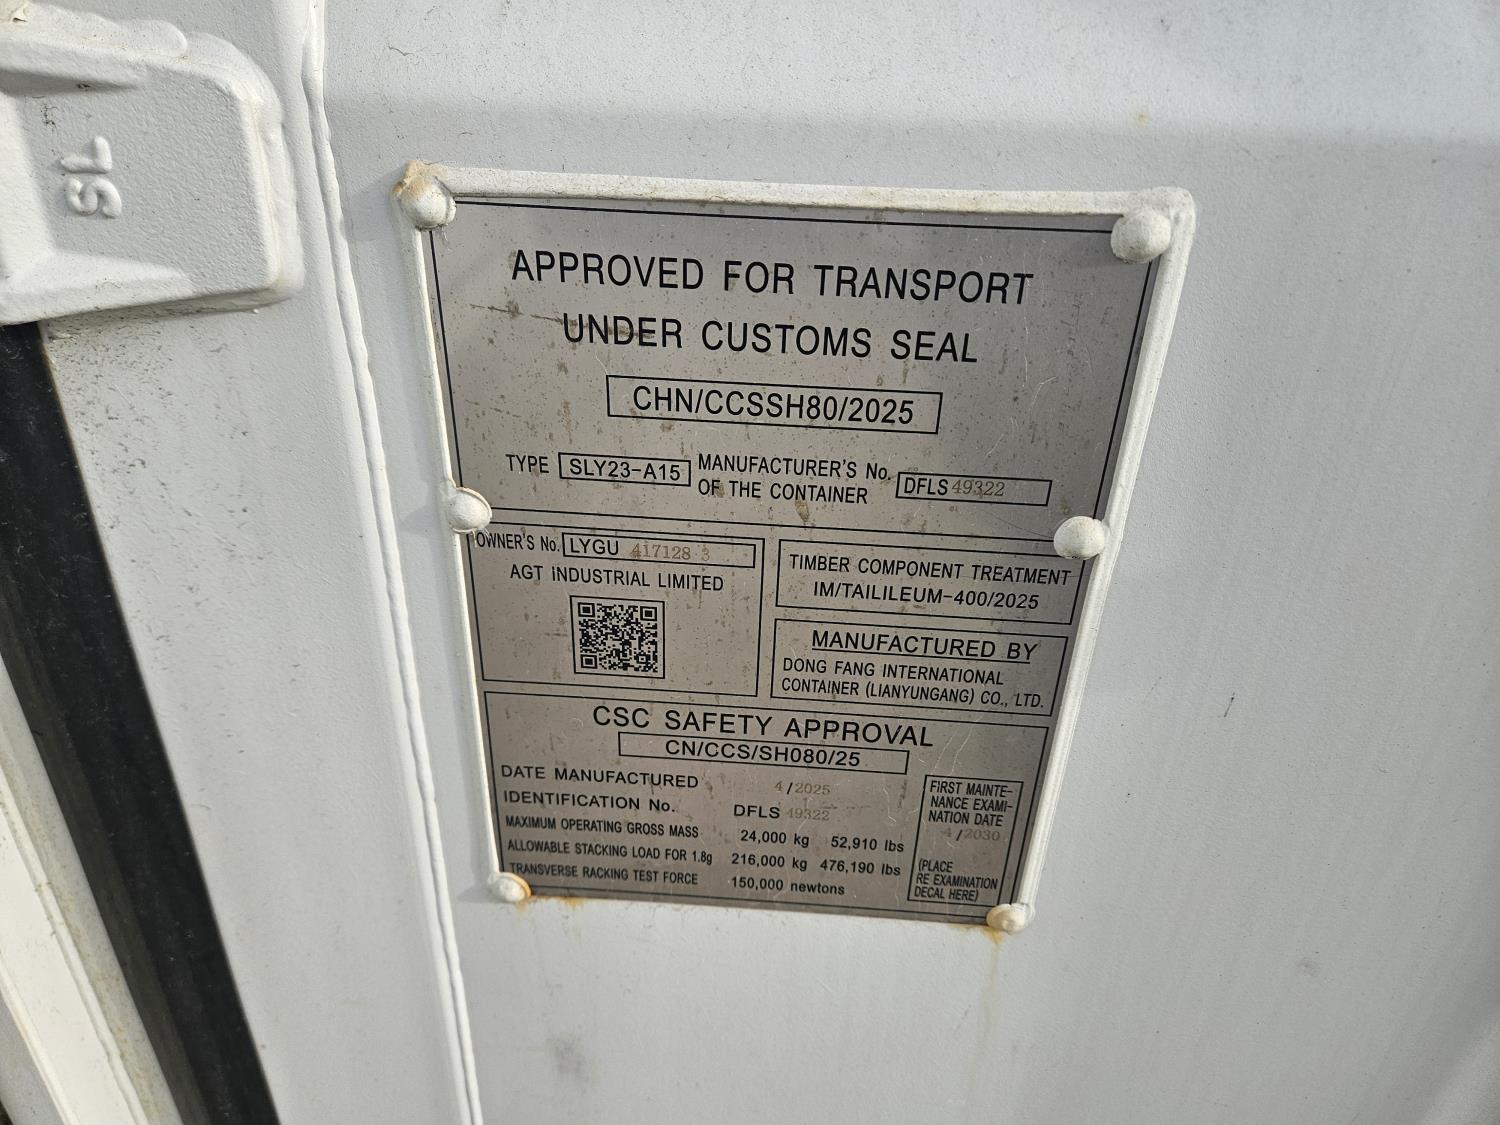 SL
APPROVED FOR TRANSPORT
UNDER CUSTOMS SEAL
CHN/CCSSH80/2025
TYPE SLY23-A15 MANUFACTURER'S No. OF THE CONTAINER DFLS 49322
OWNER'S No. LYGU 417128 3
AGT INDUSTRIAL LIMITED
TIMBER COMPONENT TREATMENT
IM/TAILILEUM-400/2025
MANUFACTURED BY
DONG FANG INTERNATIONAL
CONTAINER (LIANYUNGANG) CO., LTD.
CSC SAFETY APPROVAL
CN/CCS/SH080/25
DATE MANUFACTURED 4/2025
IDENTIFICATION No. DFLS 49322
MAXIMUM OPERATING GROSS MASS 24,000 kg 52,910 lbs
ALLOWABLE STACKING LOAD FOR 1.8g 216,000 kg 476,190 lbs
TRANSVERSE RACKING TEST FORCE 150,000 newtons
FIRST MAINTE-
NANCE EXAMI-
NATION DATE
4/2030
(PLACE
RE EXAMINATION
DECAL HERE)